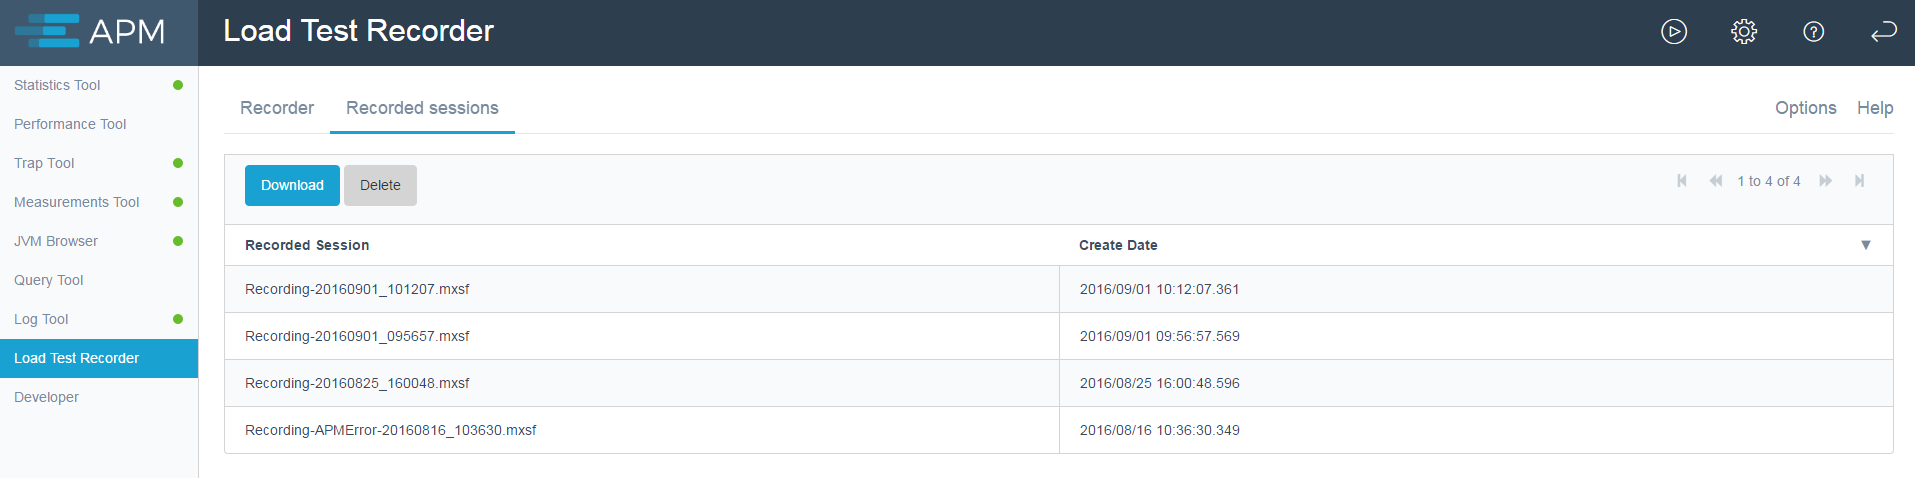 APM
Load Test Recorder
Statistics Tool
Performance Tool
Trap Tool
Measurements Tool
JVM Browser
Query Tool
Log Tool
Load Test Recorder
Developer
Recorder Recorded sessions Options Help
Download Delete 1 to 4 of 4
Recorded Session Create Date
Recording-20160901_101207.mxsf 2016/09/01 10:12:07.361
Recording-20160901_095657.mxsf 2016/09/01 09:56:57.569
Recording-20160825_160048.mxsf 2016/08/25 16:00:48.596
Recording-APMError-20160816_103630.mxsf 2016/08/16 10:36:30.349